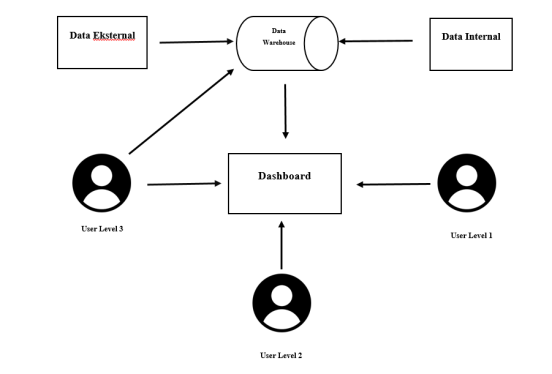 Data Eksternal
Data
Warehouse
Data Internal
Dashboard
User Level 3
User Level 1
User Level 2